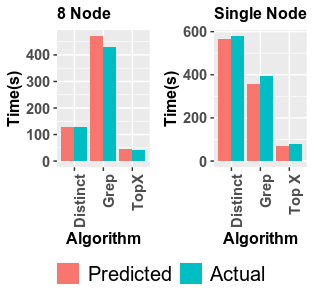 8 Node
Time(s)
400
300
200
100
0
Distinct
Grep
TopX
Algorithm
Single Node
Time(s)
600
400
200
0
Distinct
Grep
Top X
Algorithm
Predicted
Actual